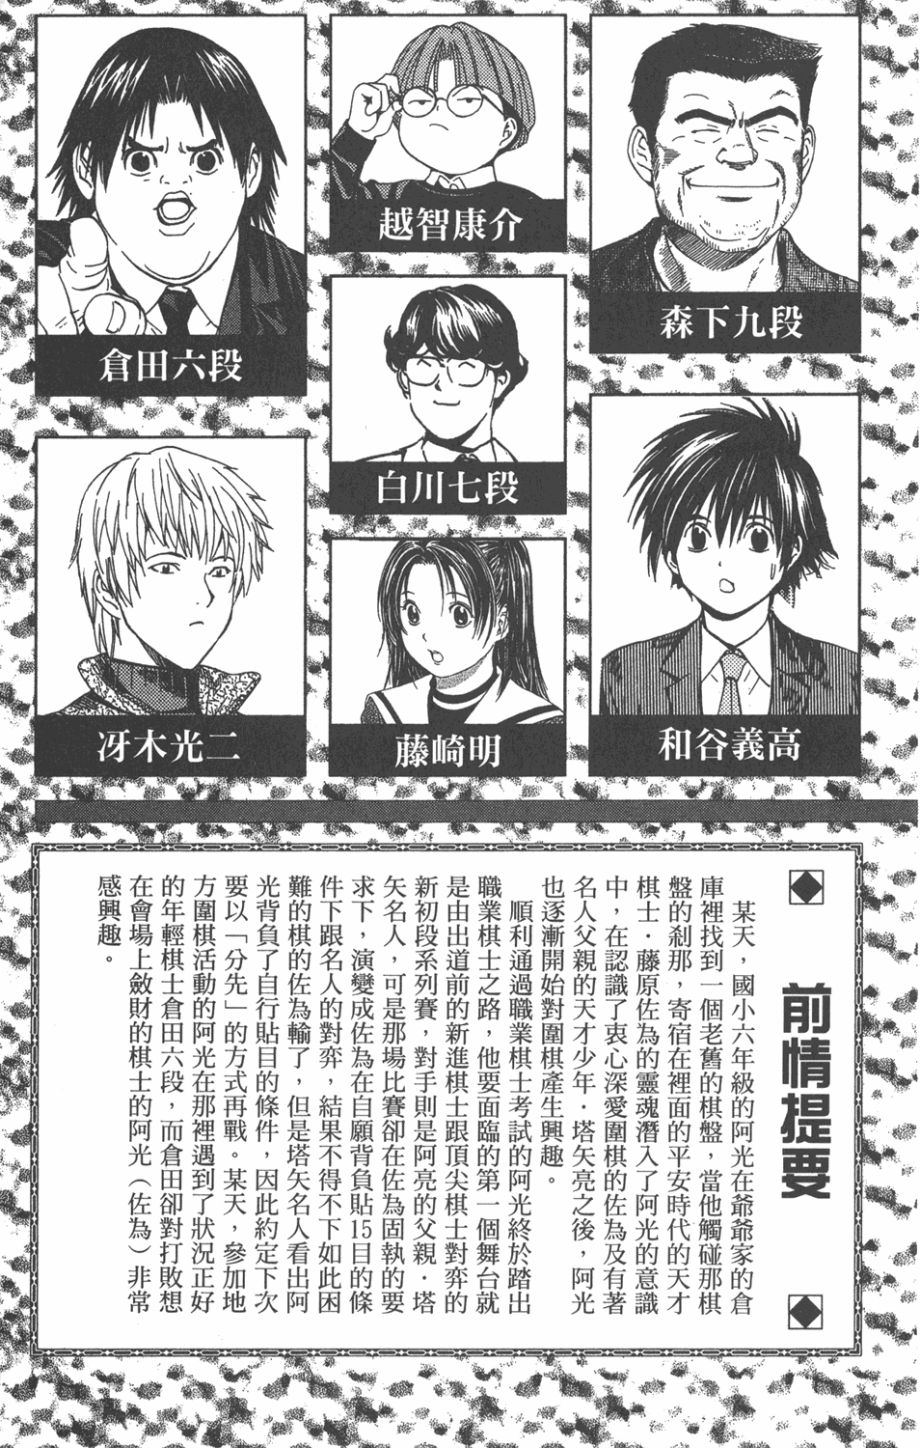 森下九段
越智康介
倉田六段
白川七段
和谷義高
藤崎明
冴木光二
前情提要
某天，國小六年級的阿光在爺爺家的倉
庫裡找到一個老舊的棋盤，當他觸碰那棋
盤的剎那，寄宿在裡面的平安時代的天才
棋士．藤原佐為的靈魂潛入了阿光的意識
中，在認識了衷心深愛圍棋的佐為及有著
名人父親的天才少年．塔矢亮之後，阿光
也逐漸開始對圍棋產生興趣。
順利通過職業棋士考試的阿光終於踏出
職業棋士之路，他要面臨的第一個舞台就
是由出道前的新進棋士跟頂尖棋士對弈的
新初段系列賽，對手則是阿亮的父親．塔
矢名人，可是那場比賽卻在佐為固執的要
求下，演變成佐為在自願背負貼15目的條
件下跟名人的對弈，結果不得不下如此困
難的棋的佐為輸了，但是塔矢名人看出阿
光背負了自行貼目的條件，因此約定下次
要以「分先」的方式再戰。某天，參加地
方圍棋活動的阿光在那裡遇到了狀況正好
的年輕棋士倉田六段，而倉田卻對打敗想
在會場上斂財的棋士的阿光（佐為）非常
感興趣。